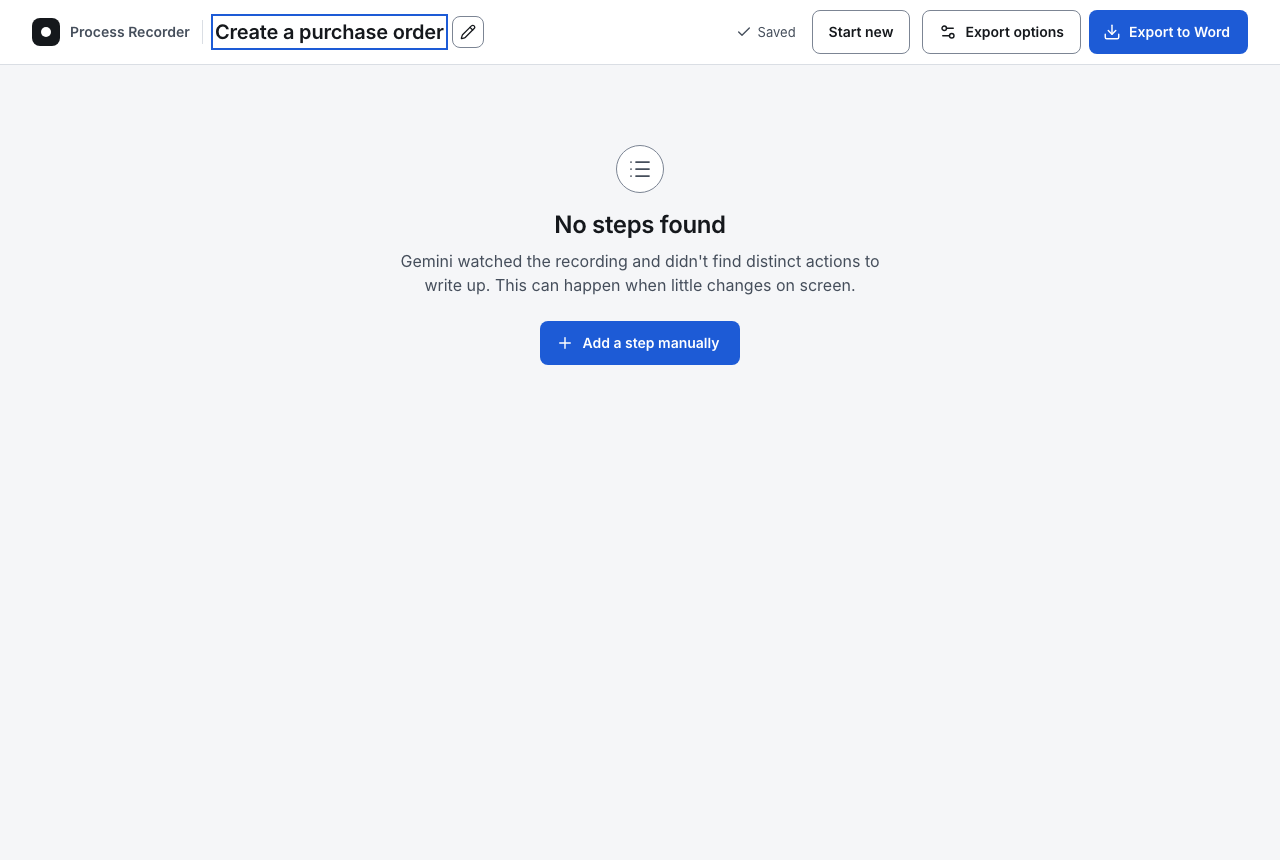 Process Recorder
Create a purchase order
Saved
Start new
Export options
Export to Word
No steps found
Gemini watched the recording and didn't find distinct actions to
write up. This can happen when little changes on screen.
Add a step manually